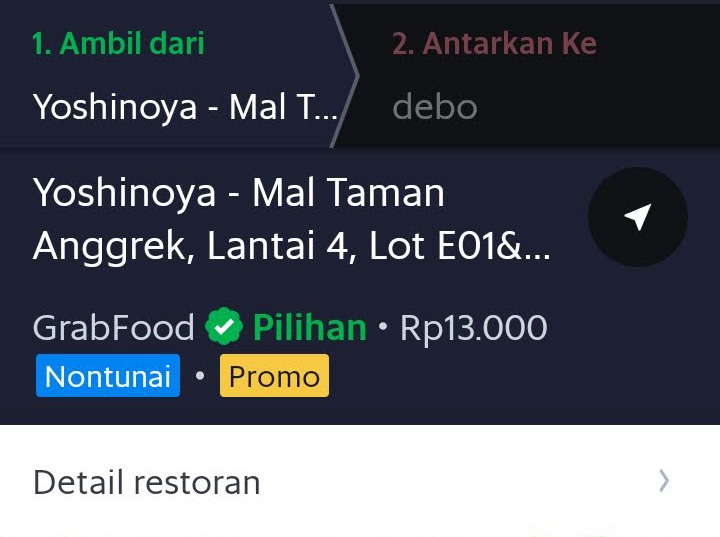 1. Ambil dari
2. Antarkan Ke
Yoshinoya - Mal T...
debo
Yoshinoya - Mal Taman
Anggrek, Lantai 4, Lot E01&...
GrabFood Pilihan • Rp13.000
Nontunai • Promo
Detail restoran